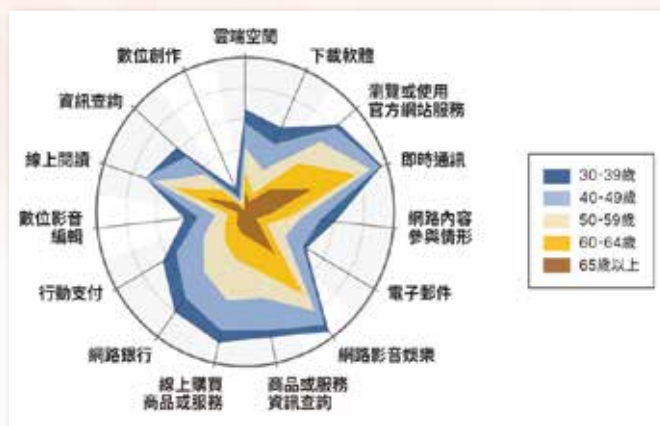 雲端空間
下載軟體
瀏覽或使用
官方網站服務
即時通訊
網路內容
參與情形
電子郵件
網路影音娛樂
商品或服務
資訊查詢
線上購買
商品或服務
網路銀行
行動支付
數位影音
編輯
線上閱讀
資訊查詢
數位創作
30-39歲
40-49歲
50-59歲
60-64歲
65歲以上